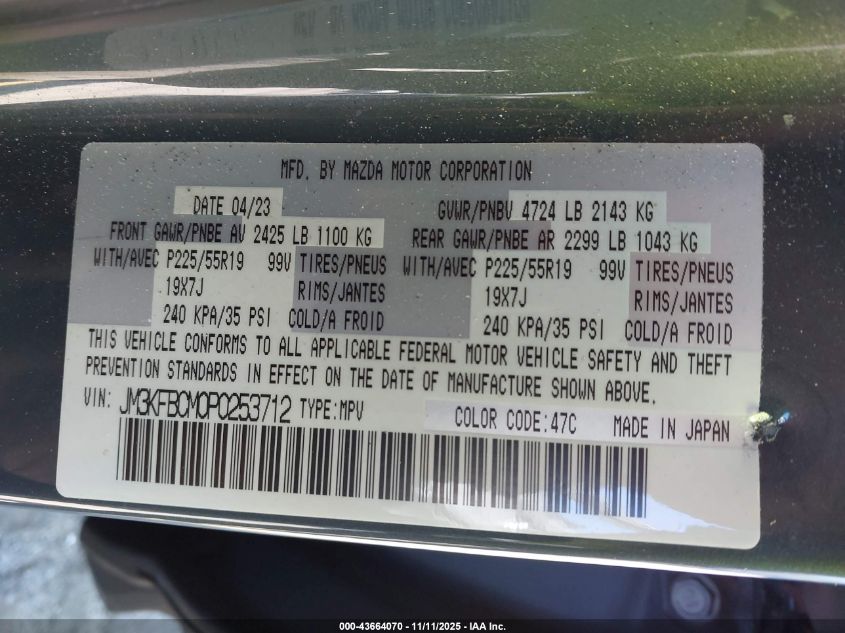 MFD. BY MAZDA MOTOR CORPORATION
DATE 04/23 GVWR/PNBV 4724 LB 2143 KG
FRONT GAWR/PNBE AV 2425 LB 1100 KG REAR GAWR/PNBE AR 2299 LB 1043 KG
WITH/AVEC P225/55R19 99V TIRES/PNEUS WITH/AVEC P225/55R19 99V TIRES/PNEUS
19X7J RIMS/JANTES 19X7J RIMS/JANTES
240 KPA/35 PSI COLD/A FROID 240 KPA/35 PSI COLD/A FROID
THIS VEHICLE CONFORMS TO ALL APPLICABLE FEDERAL MOTOR VEHICLE SAFETY AND THEFT
PREVENTION STANDARDS IN EFFECT ON THE DATE OF MANUFACTURE SHOWN ABOVE.
VIN: JM3KFBCM0P0253712 TYPE:MPV COLOR CODE:47C MADE IN JAPAN
000-43664070 - 11/11/2025 - IAA Inc.